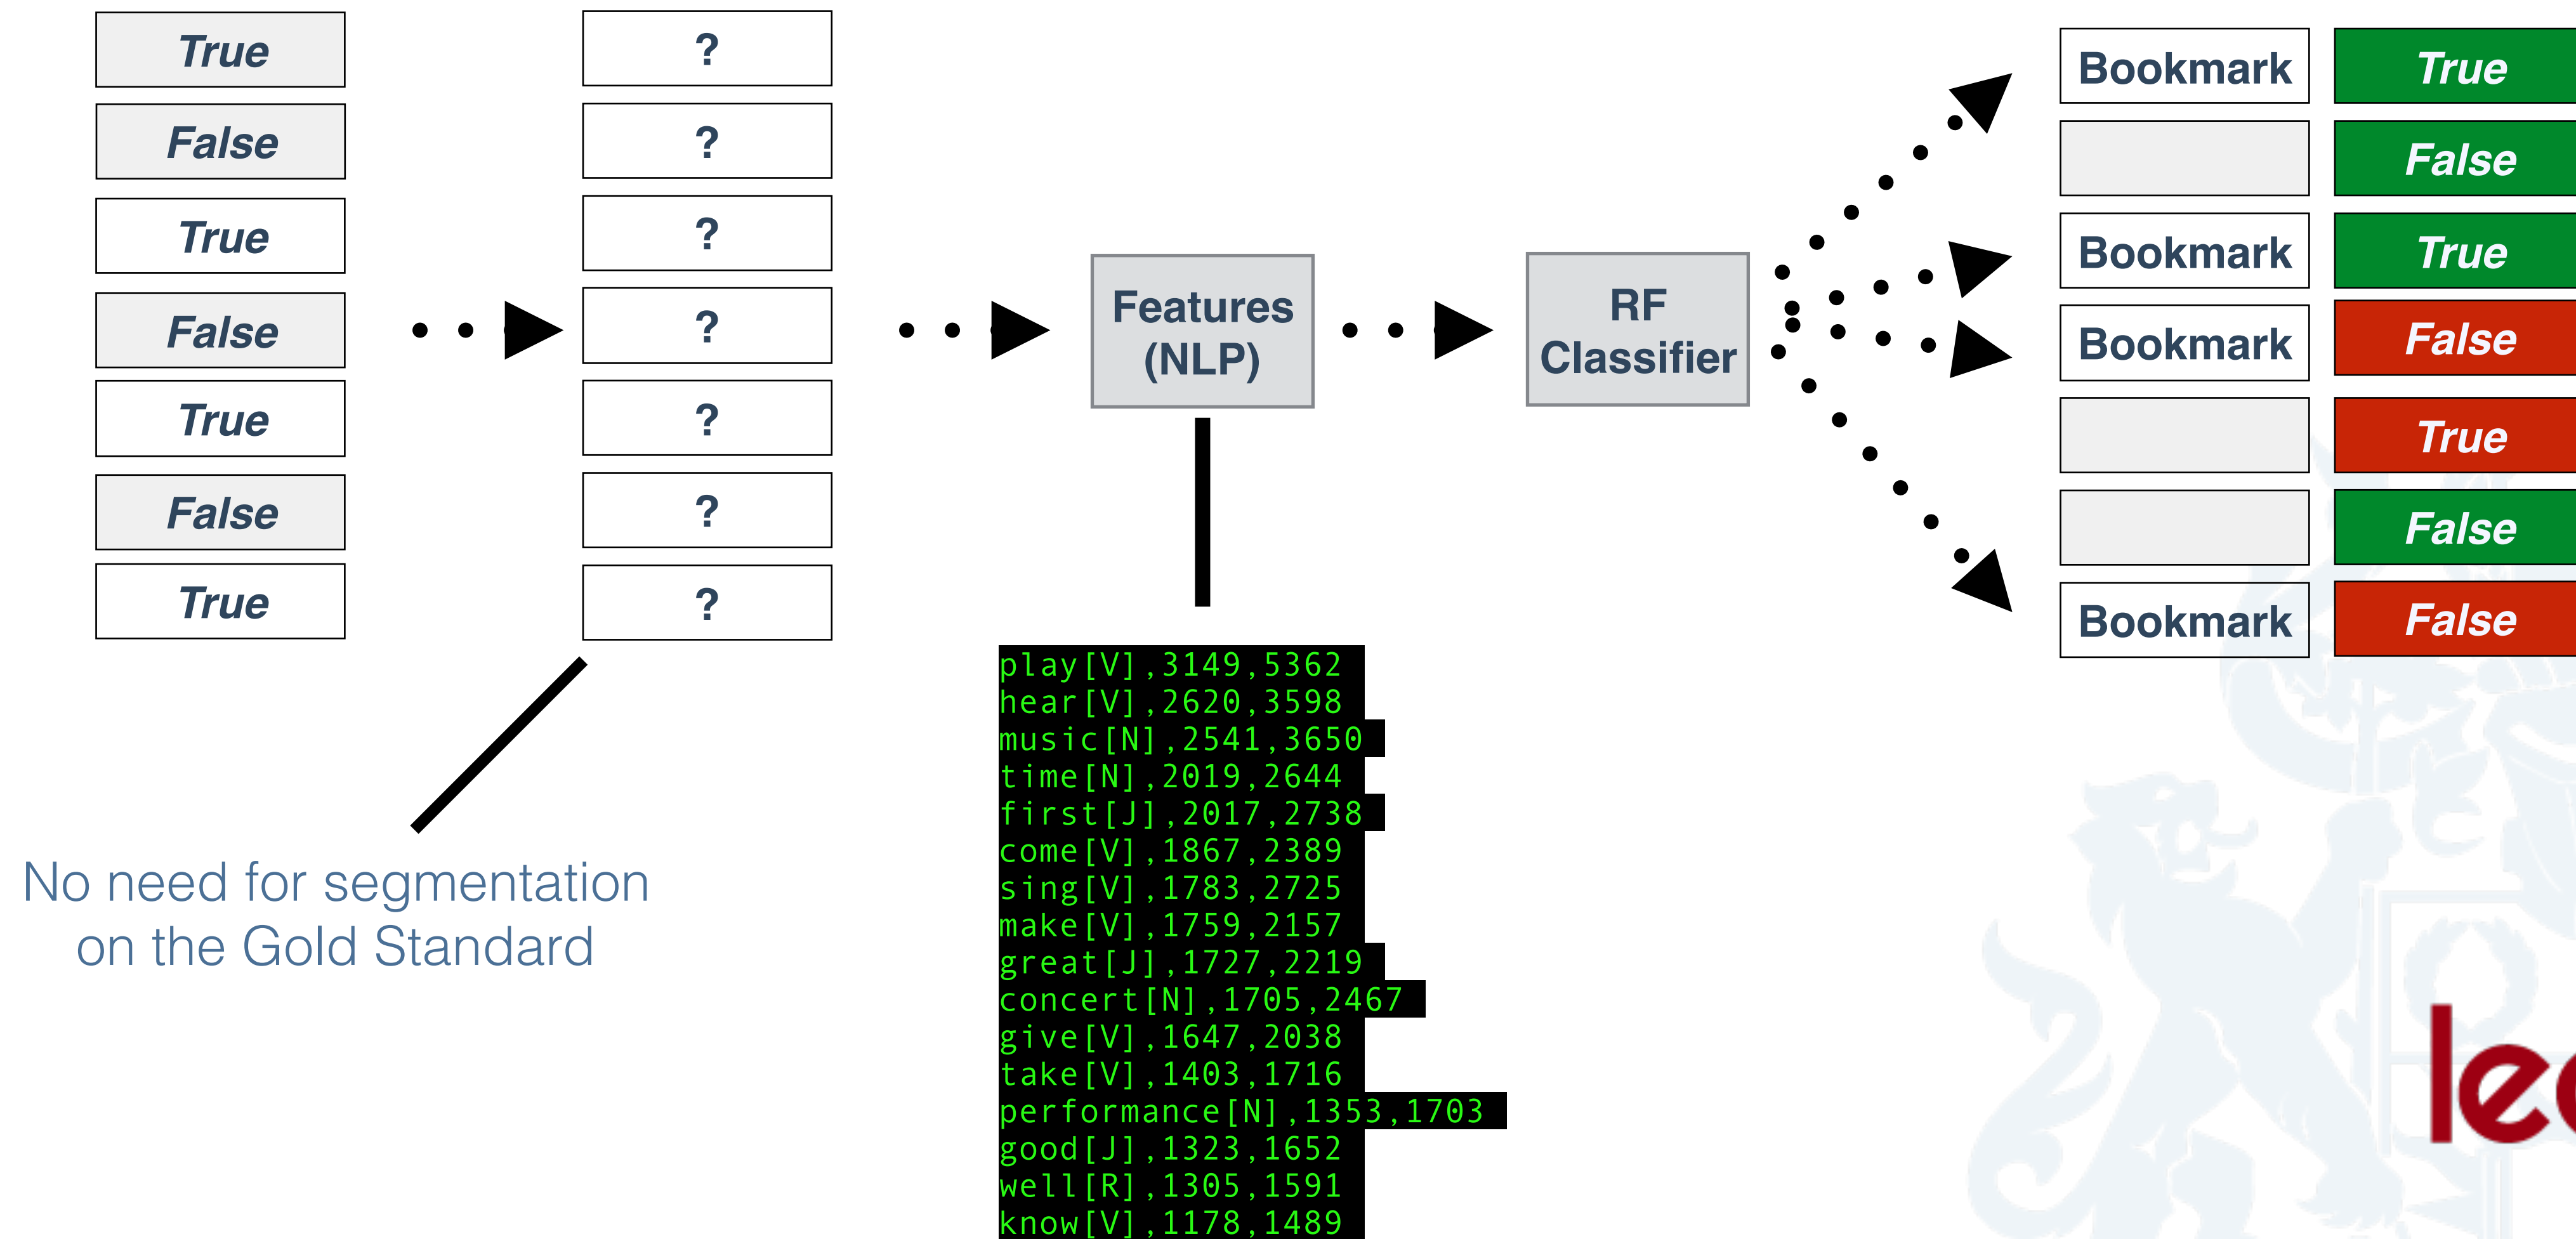 True
False
True
False
True
False
True
?
?
?
?
?
?
?
Features
(NLP)
RF
Classifier
Bookmark
True
False
Bookmark
True
Bookmark
False
True
False
Bookmark
False
No need for segmentation
on the Gold Standard
play[V],3149,5362
hear[V],2620,3598
music[N],2541,3650
time[N],2019,2644
first[J],2017,2738
come[V],1867,2389
sing[V],1783,2725
make[V],1759,2157
great[J],1727,2219
concert[N],1705,2467
give[V],1647,2038
take[V],1403,1716
performance[N],1353,1703
good[J],1323,1652
well[R],1305,1591
know[V],1178,1489